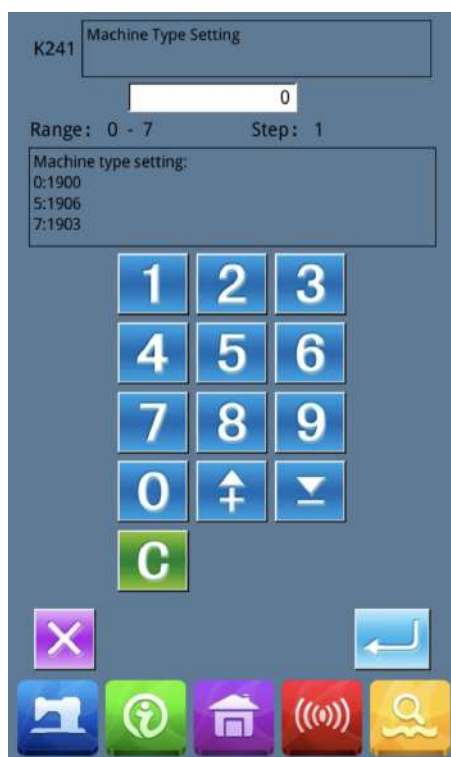 K241 Machine Type Setting
0
Range: 0 - 7 Step: 1
Machine type setting:
0:1900
5:1906
7:1903
1 2 3
4 5 6
7 8 9
0
C